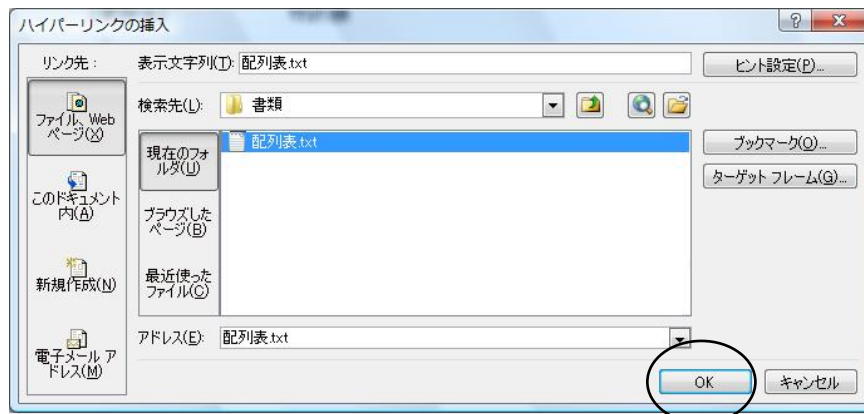 ハイパーリンクの挿入
リンク先：
表示文字列(T): 配列表.txt
ヒント設定(P)...
ファイル、Web
ページ(X)
検索先(L): 書類
現在のフォ
ルダ(U)
配列表.txt
ブックマーク(O)...
ターゲット フレーム(G)...
このドキュメント
内(A)
ブラウズした
ページ(B)
新規作成(N)
最近使った
ファイル(C)
アドレス(E): 配列表.txt
電子メール ア
ドレス(M)
OK
キャンセル